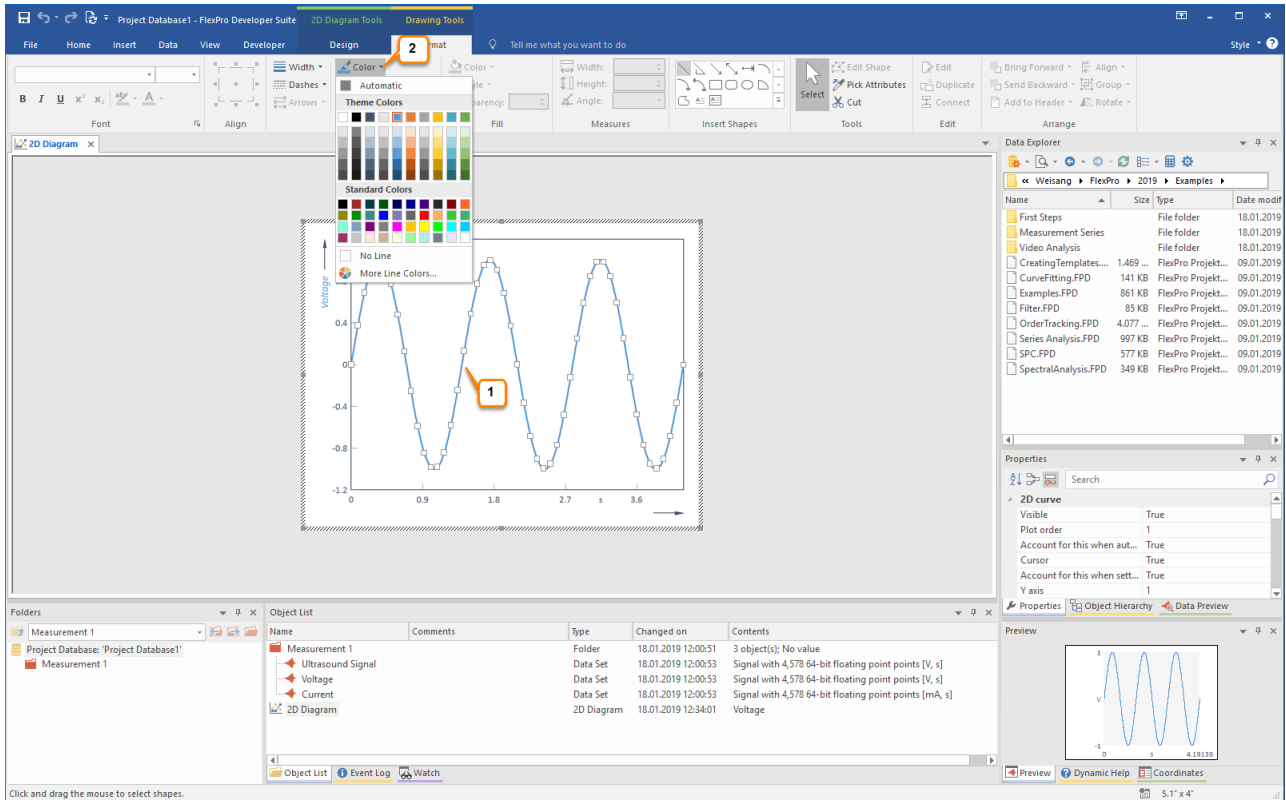 Project Database1 - FlexPro Developer Suite
2D Diagram Tools
Drawing Tools
File Home Insert Data View Developer Design mat Tell me what you want to do Style
2
Width
Dashes
Arrows
Color
Color
Width:
Height:
Angle:
Select
Edit Shape
Pick Attributes
Cut
Edit
Duplicate
Connect
Bring Forward
Send Backward
Add to Header
Align
Group
Rotate
B I U x² x₂ aby A
Font Align Fill Measures Insert Shapes Tools Edit Arrange
Automatic
Theme Colors
Standard Colors
No Line
More Line Colors...
2D Diagram
Voltage
0.4
0
-0.4
-0.8
-1.2
0 0.9 1.8 2.7 s 3.6
1
Data Explorer
« Weisang FlexPro 2019 Examples
Name Size Type Date modif
First Steps File folder 18.01.2019
Measurement Series File folder 18.01.2019
Video Analysis File folder 18.01.2019
CreatingTemplates.... 1.469 ... FlexPro Projekt... 09.01.2019
CurveFitting.FPD 141 KB FlexPro Projekt... 09.01.2019
Examples.FPD 861 KB FlexPro Projekt... 09.01.2019
Filter.FPD 85 KB FlexPro Projekt... 09.01.2019
OrderTracking.FPD 4.077 ... FlexPro Projekt... 09.01.2019
Series Analysis.FPD 997 KB FlexPro Projekt... 09.01.2019
SPC.FPD 577 KB FlexPro Projekt... 09.01.2019
SpectralAnalysis.FPD 349 KB FlexPro Projekt... 09.01.2019
Properties
Search
2D curve
Visible True
Plot order 1
Account for this when aut... True
Cursor True
Account for this when sett... True
Y axis 1
Properties Object Hierarchy Data Preview
Folders
Measurement 1
Project Database: 'Project Database1'
Measurement 1
Object List
Name Comments Type Changed on Contents
Measurement 1 Folder 18.01.2019 12:00:51 3 object(s); No value
Ultrasound Signal Data Set 18.01.2019 12:00:53 Signal with 4,578 64-bit floating point points [V, s]
Voltage Data Set 18.01.2019 12:00:53 Signal with 4,578 64-bit floating point points [V, s]
Current Data Set 18.01.2019 12:00:53 Signal with 4,578 64-bit floating point points [mA, s]
2D Diagram 2D Diagram 18.01.2019 12:34:01 Voltage
Object List Event Log Watch
Preview
1
V
-1
0 s 4.19139
Preview Dynamic Help Coordinates
Click and drag the mouse to select shapes.
5.1" x 4"